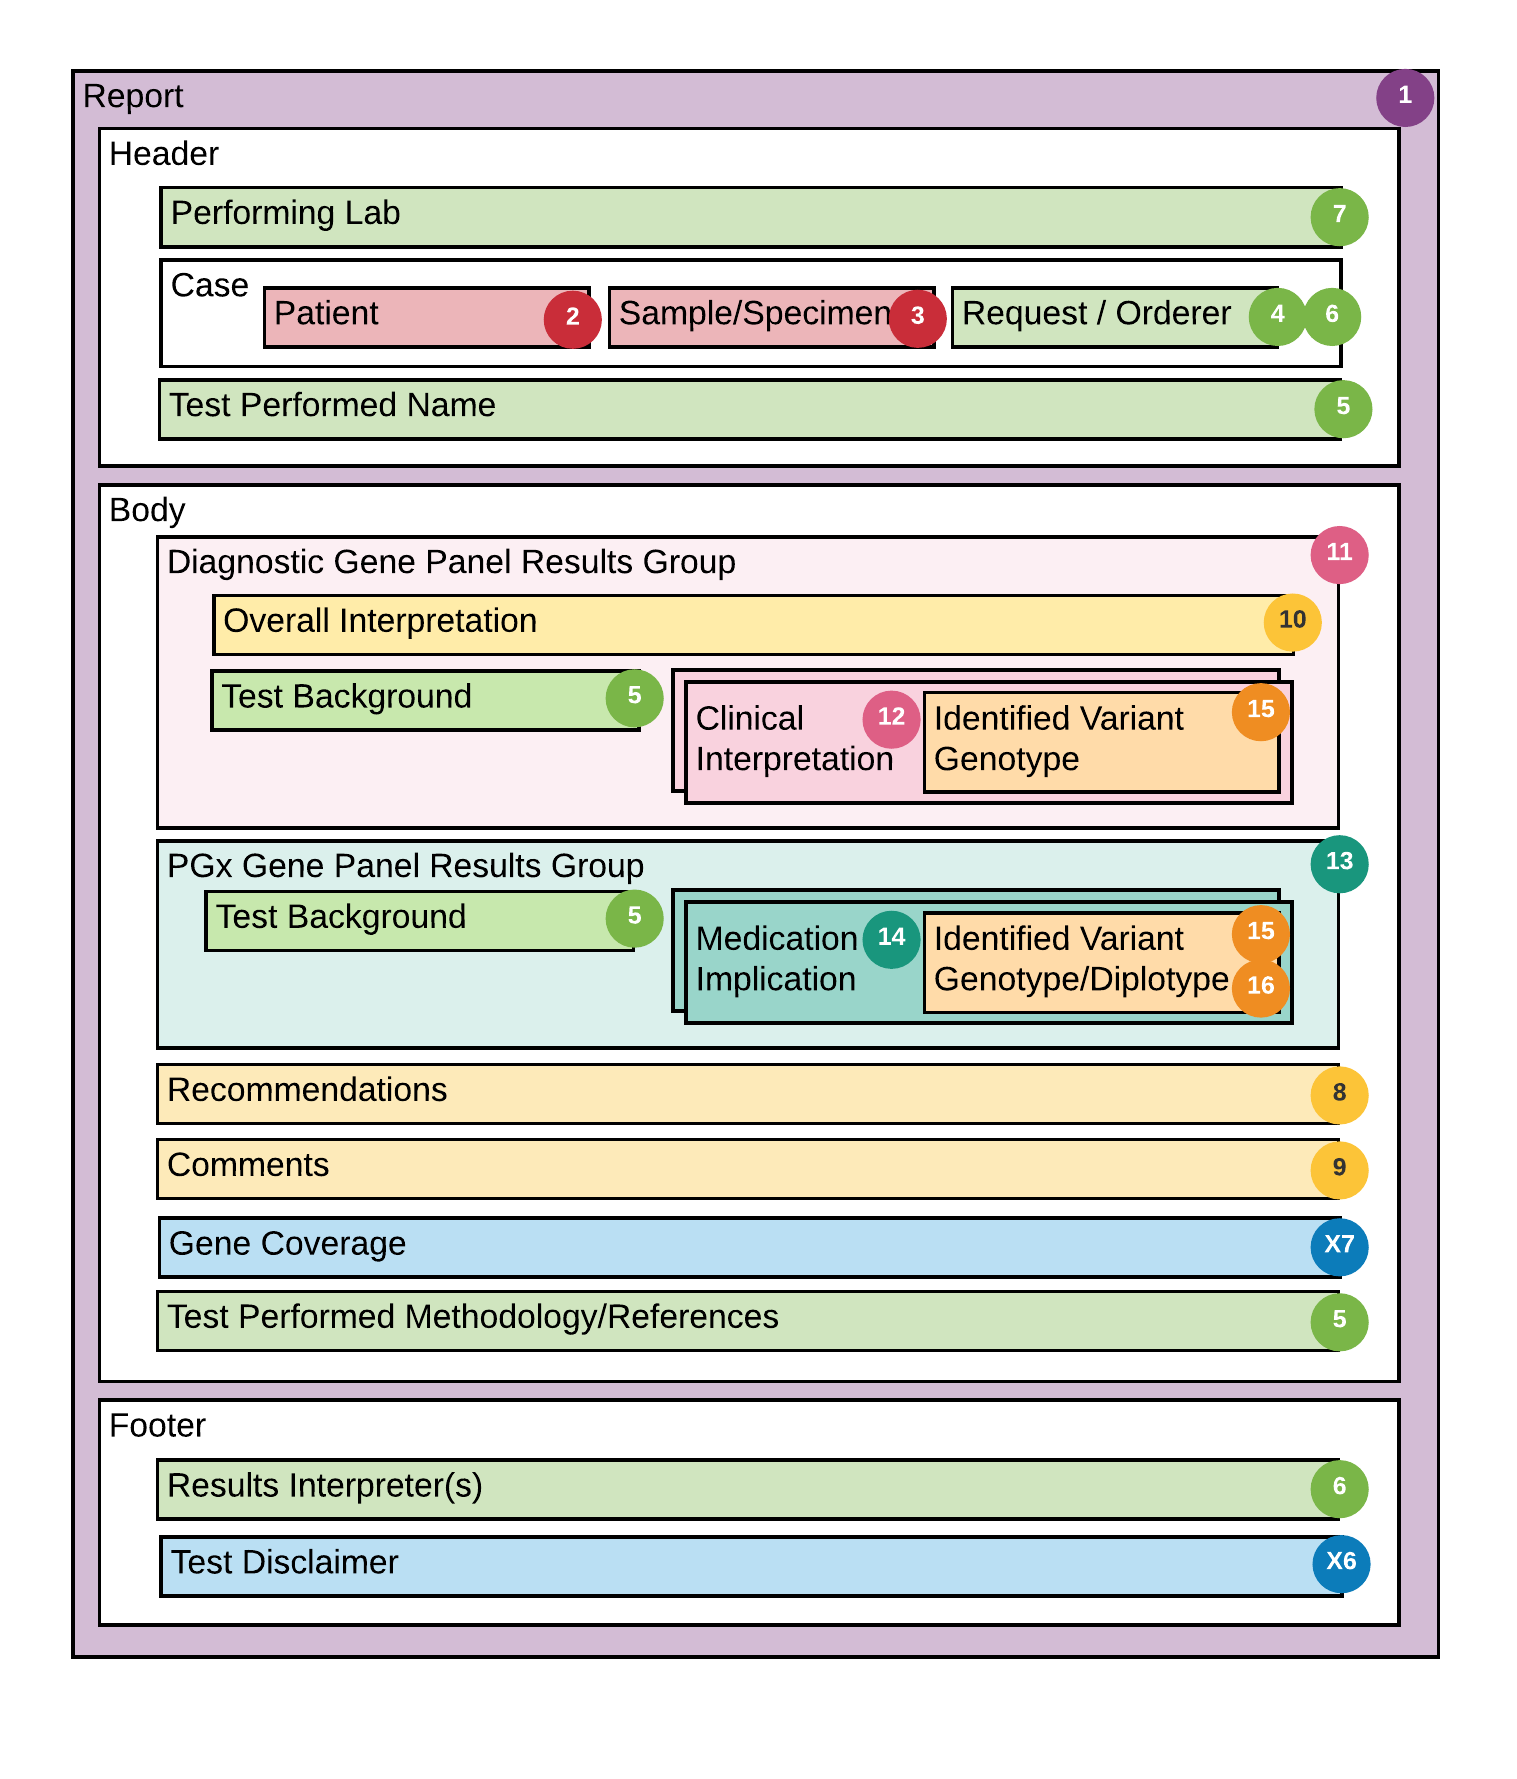 Report 1
Header
Performing Lab 7
Case
Patient 2 Sample/Specimen 3 Request / Orderer 4 6
Test Performed Name 5
Body
Diagnostic Gene Panel Results Group 11
Overall Interpretation 10
Test Background 5
Clinical 12
Interpretation
Identified Variant 15
Genotype
PGx Gene Panel Results Group 13
Test Background 5
Medication 14
Implication
Identified Variant 15
Genotype/Diplotype 16
Recommendations 8
Comments 9
Gene Coverage X7
Test Performed Methodology/References 5
Footer
Results Interpreter(s) 6
Test Disclaimer X6